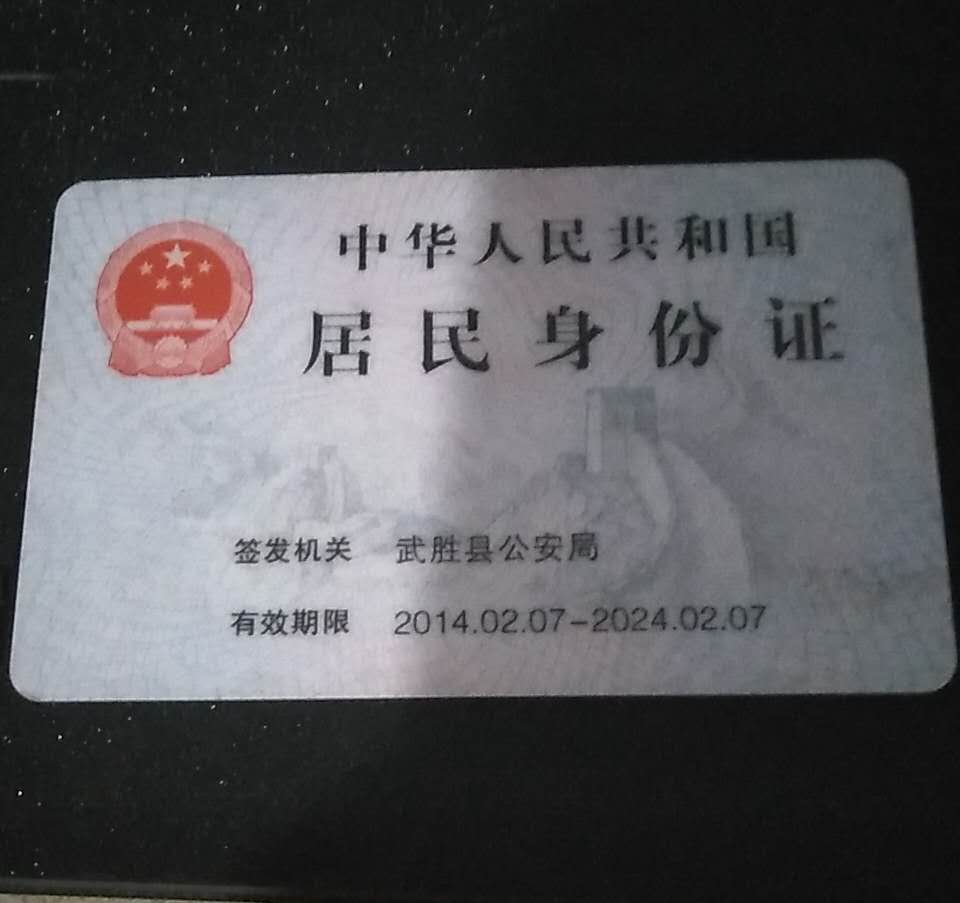 中华人民共和国
居民身份证
签发机关 武胜县公安局
有效期限 2014.02.07-2024.02.07